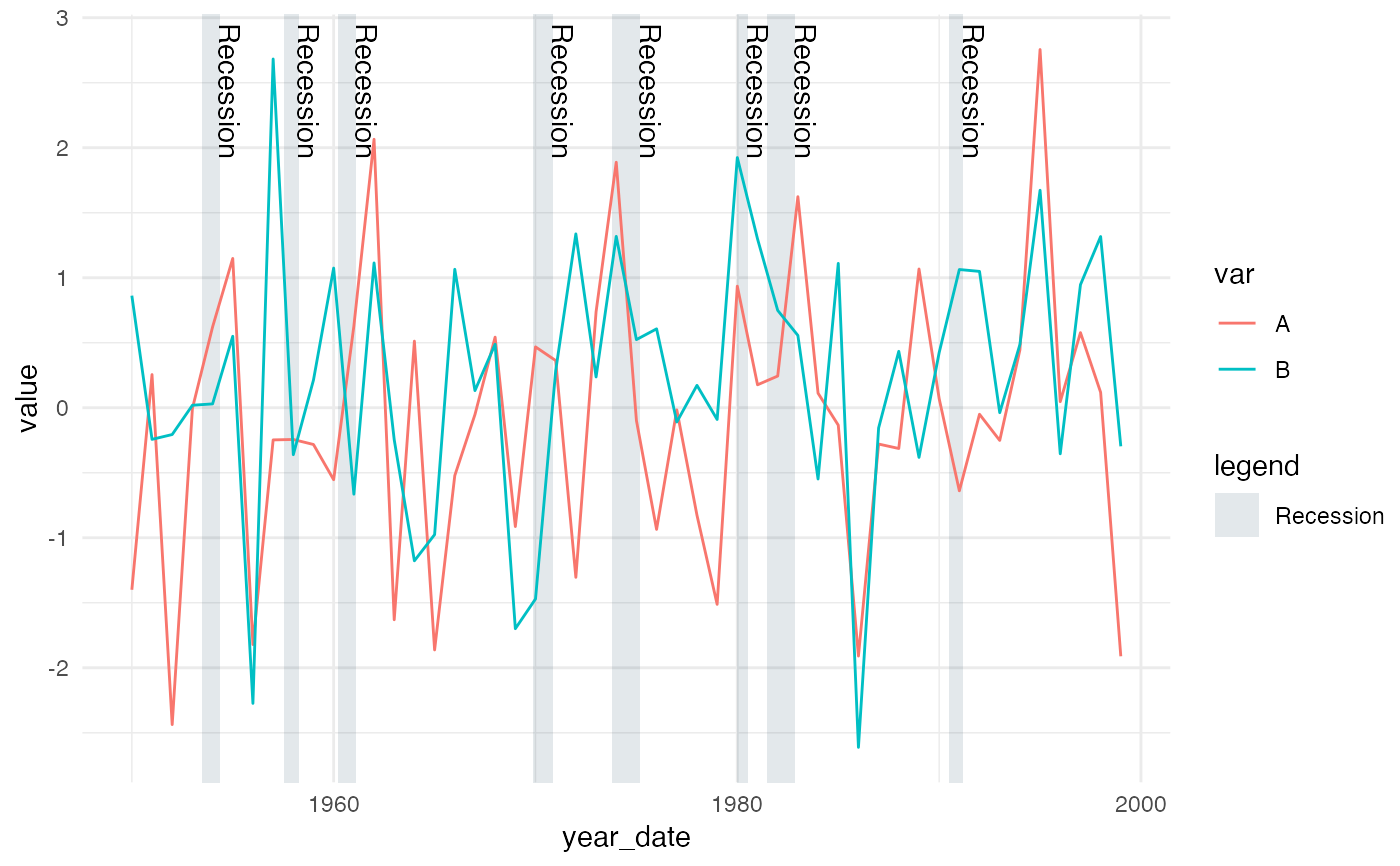 3
2
1
0
-1
-2
value
Recession
Recession
Recession
Recession
Recession
Recession
Recession
Recession
1960
1980
2000
year_date
var
A
B
legend
Recession